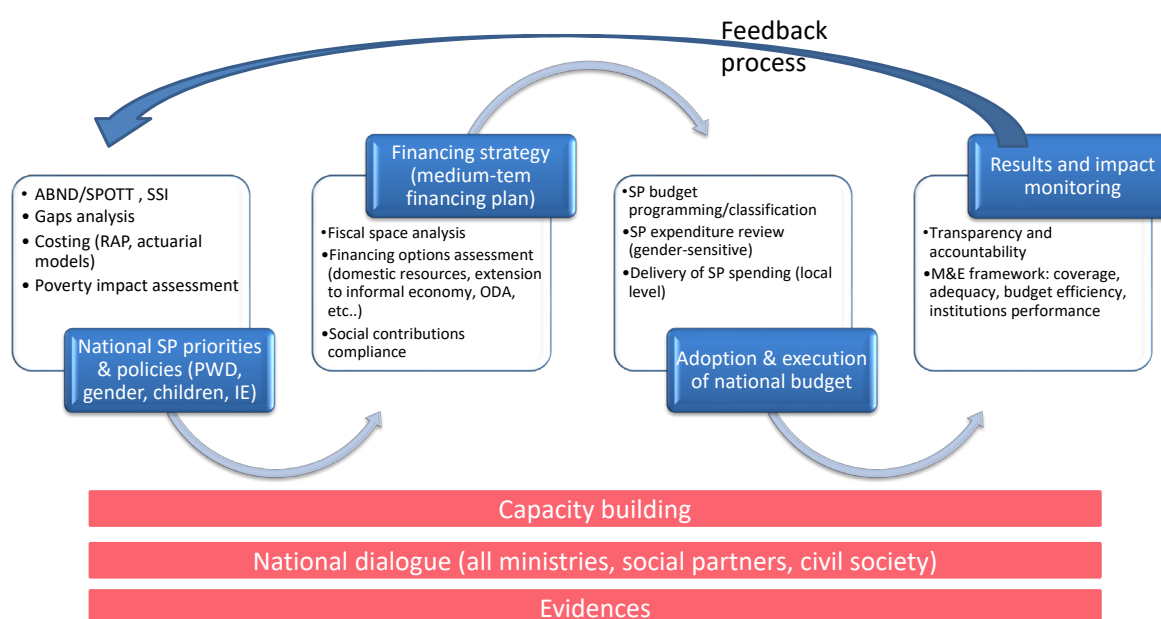 Feedback
process
• ABND/SPOTT , SSI
• Gaps analysis
• Costing (RAP, actuarial
models)
• Poverty impact assessment
National SP priorities
& policies (PWD,
gender, children, IE)
Financing strategy
(medium-tem
financing plan)
•Fiscal space analysis
•Financing options assessment
(domestic resources, extension
to informal economy, ODA,
etc..)
•Social contributions
compliance
•SP budget
programming/classification
•SP expenditure review
(gender-sensitive)
•Delivery of SP spending (local
level)
Adoption & execution
of national budget
Results and impact
monitoring
•Transparency and
accountability
•M&E framework: coverage,
adequacy, budget efficiency,
institutions performance
Capacity building
National dialogue (all ministries, social partners, civil society)
Evidences